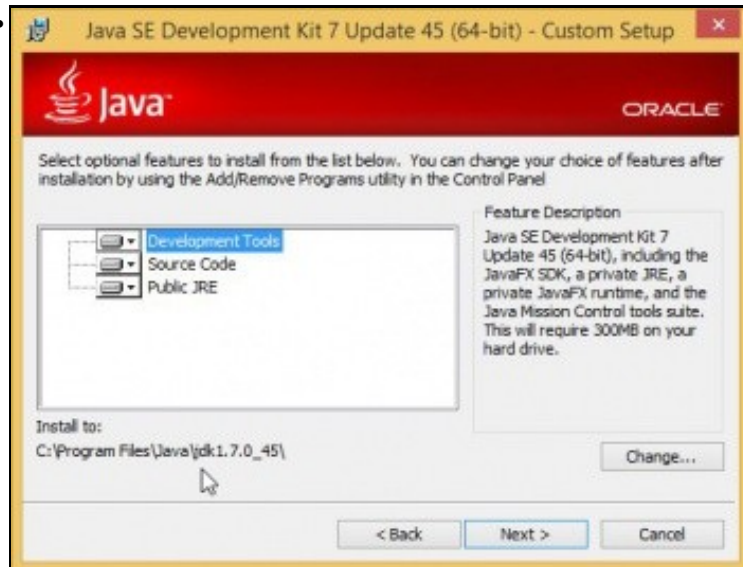 Java SE Development Kit 7 Update 45 (64-bit) - Custom Setup
Java™
ORACLE
Select optional features to install from the list below. You can change your choice of features after
installation by using the Add/Remove Programs utility in the Control Panel
Development Tools
Source Code
Public JRE
Feature Description
Java SE Development Kit 7
Update 45 (64-bit), including the
JavaFX SDK, a private JRE, a
private JavaFX runtime, and the
Java Mission Control tools suite.
This will require 300MB on your
hard drive.
Install to:
C:\Program Files\Java\jdk1.7.0_45\
Change...
< Back
Next >
Cancel